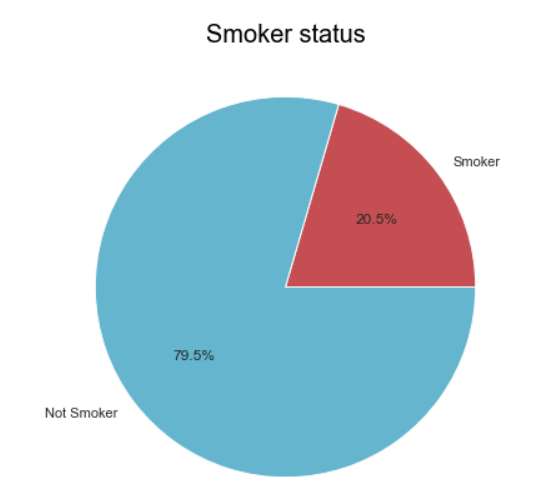 Smoker status
Smoker
20.5%
79.5%
Not Smoker